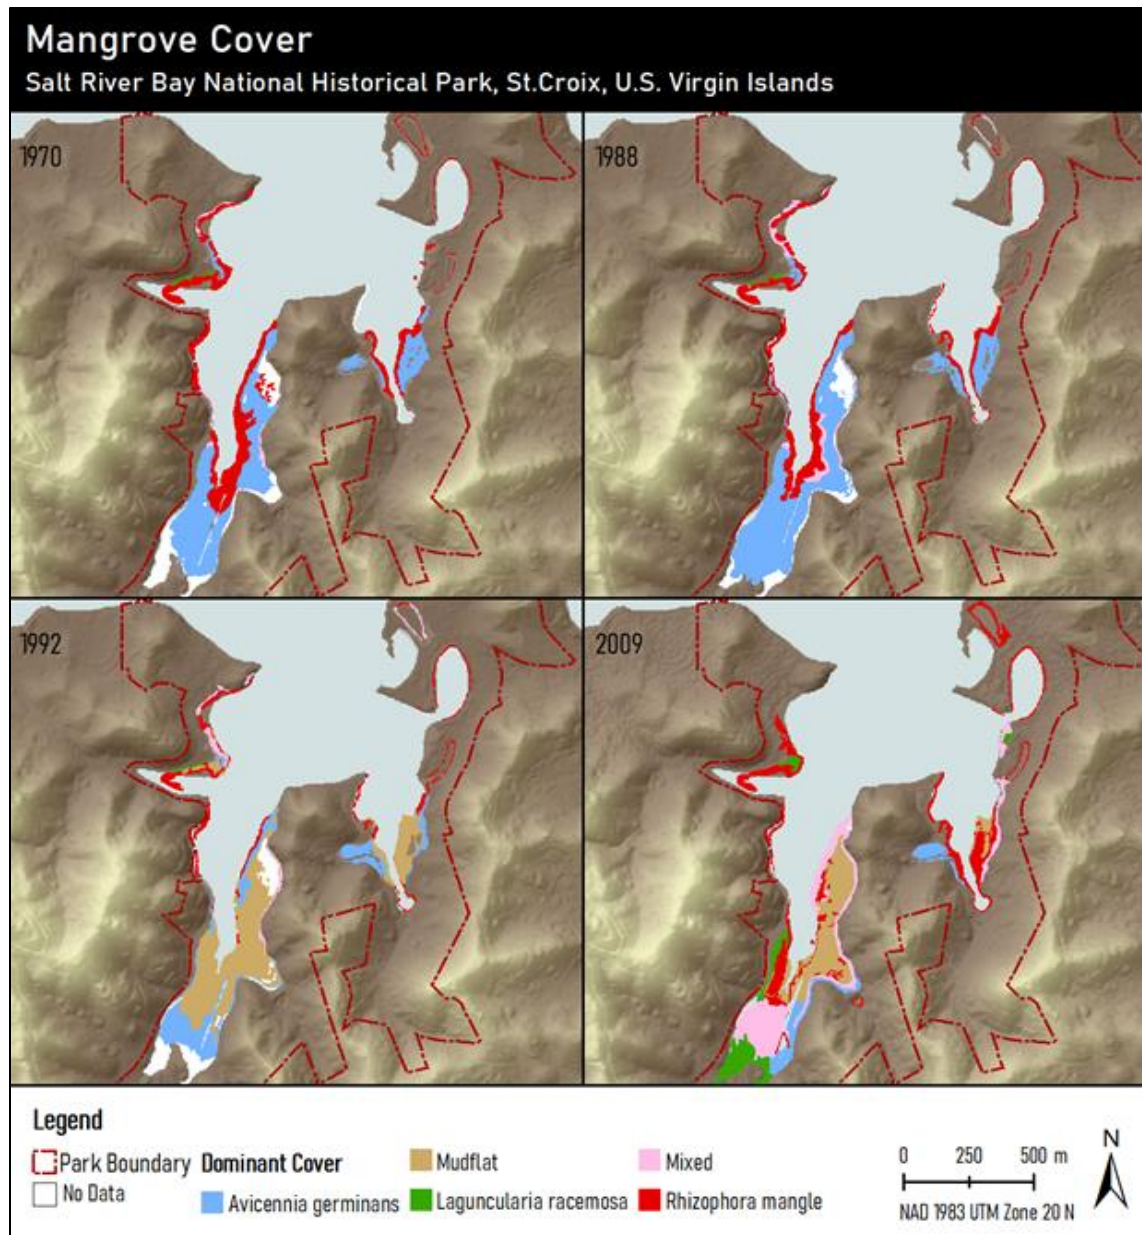 Mangrove Cover
Salt River Bay National Historical Park, St.Croix, U.S. Virgin Islands
1970
1988
1992
2009
Legend
Park Boundary
No Data
Dominant Cover
Avicennia germinans
Mudflat
Laguncularia racemosa
Mixed
Rhizophora mangle
0 250 500 m
NAD 1983 UTM Zone 20 N
N